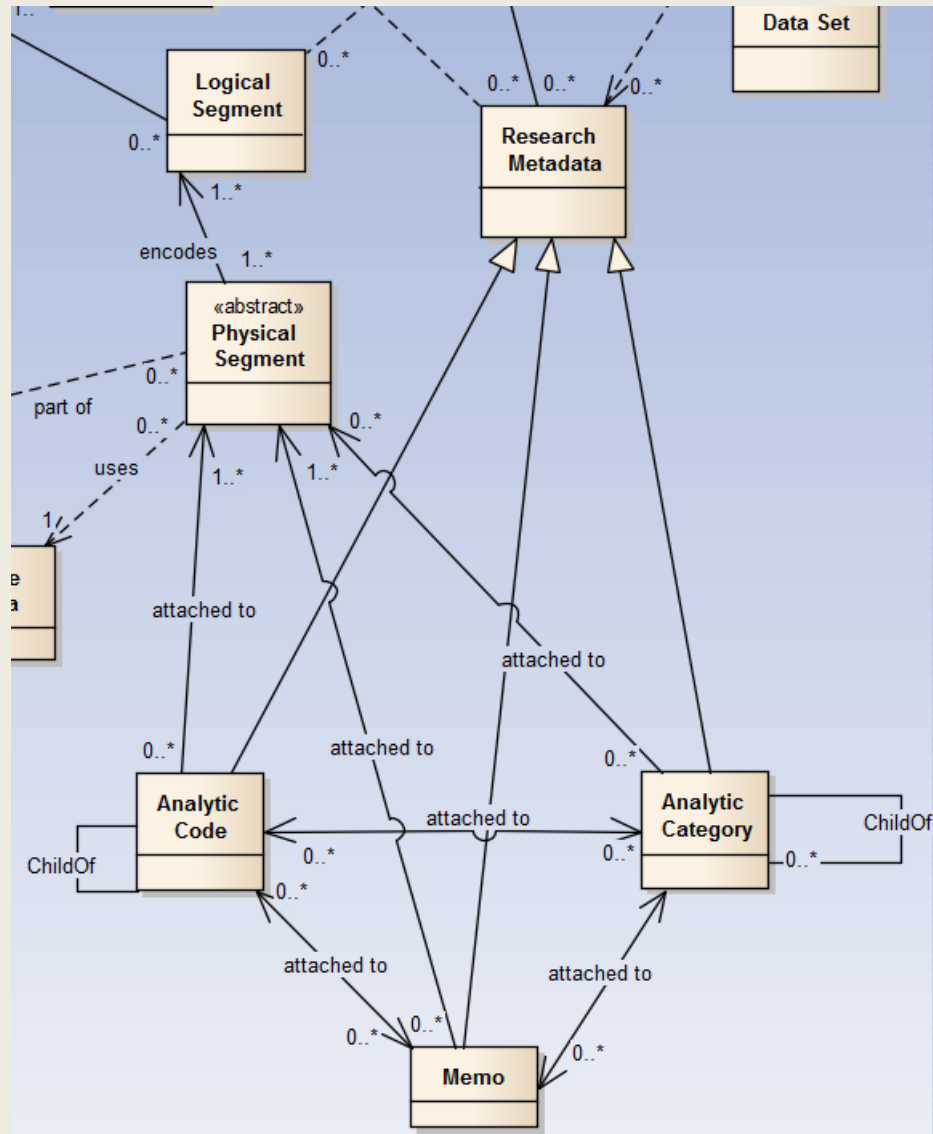 1..
Data Set
0..*
Logical
Segment
0..*
0..*
0..*
0..*
Research
Metadata
0..*
1..*
encodes
1..*
«abstract»
Physical
Segment
0..*
part of
0..*
0..*
uses
1..*
1..*
1
e
a
attached to
attached to
attached to
0..*
0..*
Analytic
Code
Analytic
Category
attached to
ChildOf
0..*
0..*
0..*
ChildOf
0..*
attached to
attached to
0..*
0..*
0..*
Memo